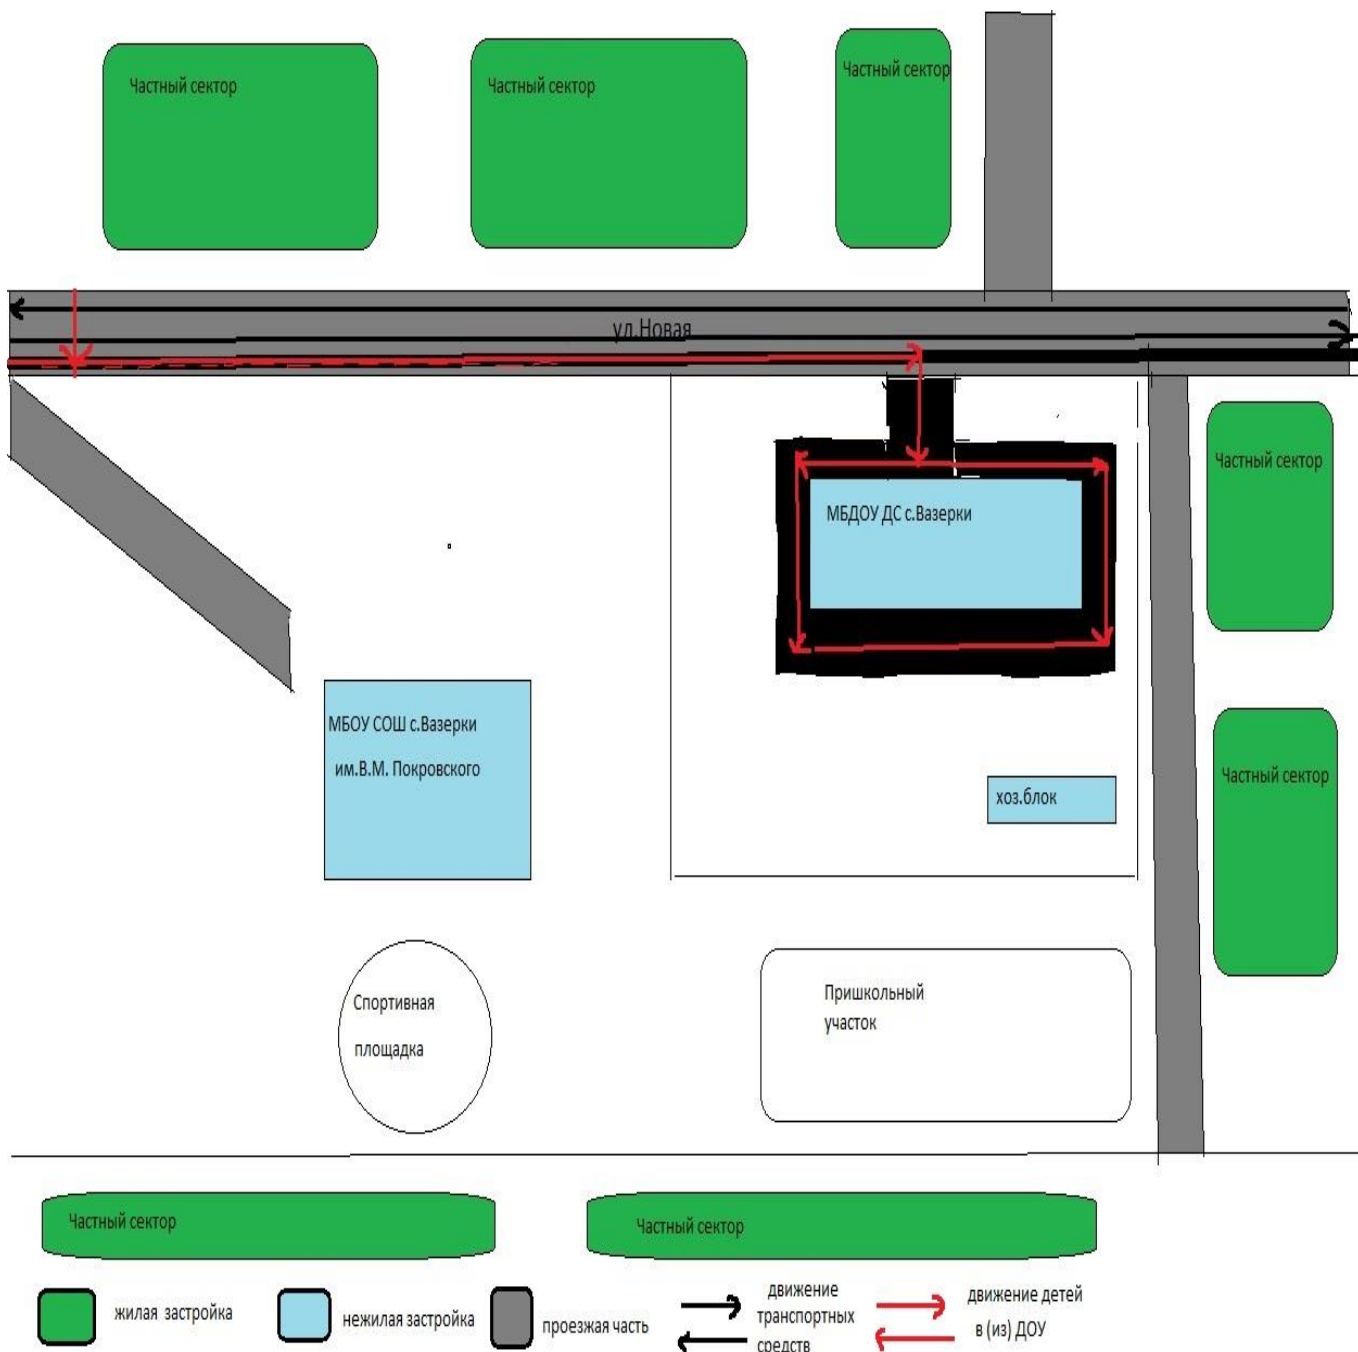 Частный сектор
Частный сектор
Частный сектор
ул.Новая
Частный сектор
МБДОУ ДС с.Вазерки
МБОУ СОШ с.Вазерки
им.В.М. Покровского
Частный сектор
хоз.блок
Спортивная
площадка
Пришкольный
участок
Частный сектор
Частный сектор
жилая застройка
нежилая застройка
проезжая часть
движение
транспортных
средств
движение детей
в (из) ДОУ